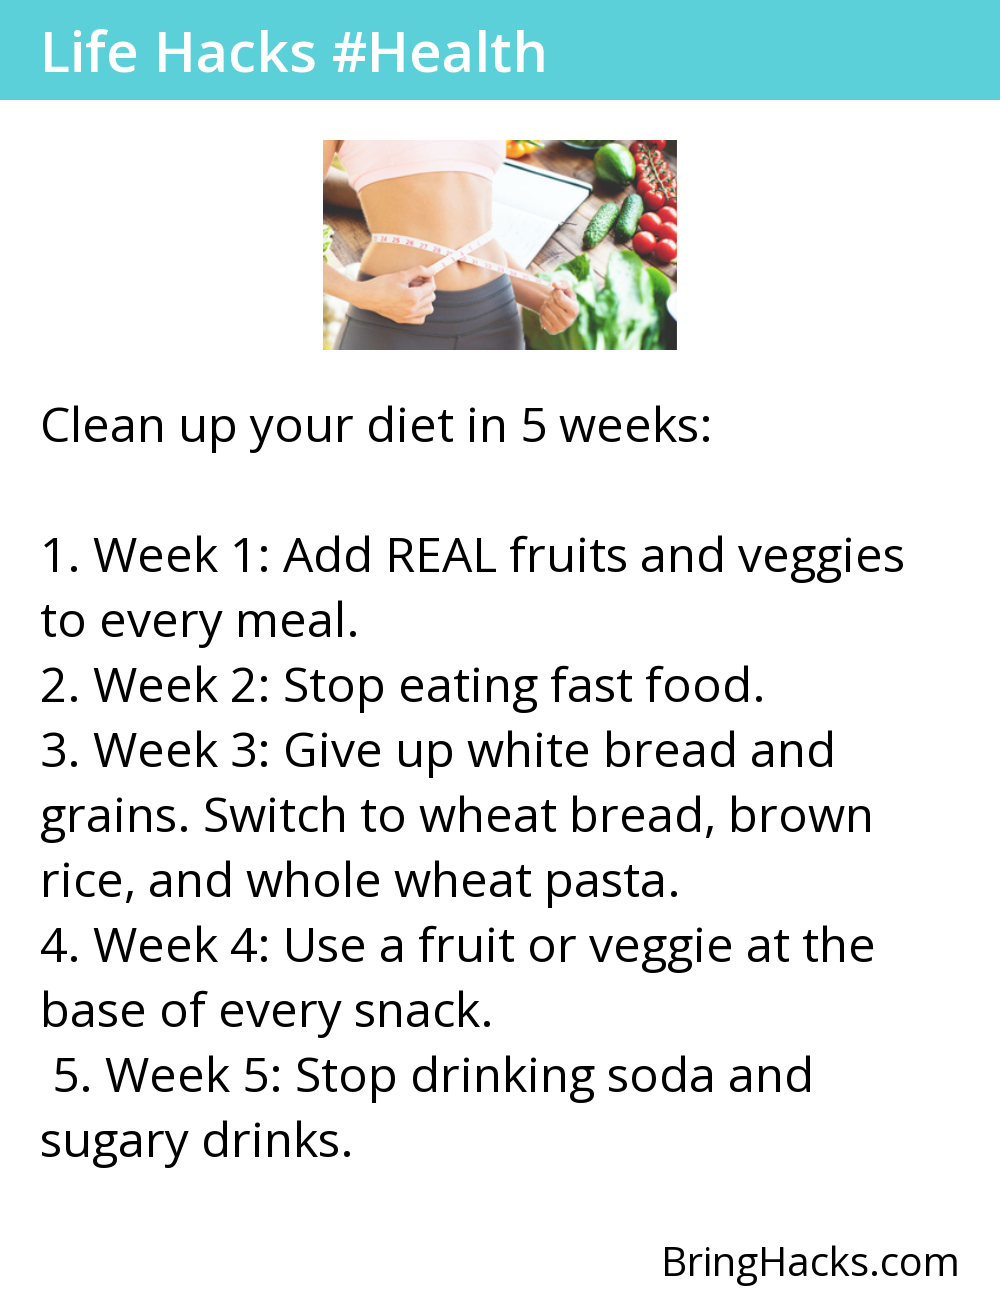 Life Hacks #Health
Clean up your diet in 5 weeks:
1. Week 1: Add REAL fruits and veggies
to every meal.
2. Week 2: Stop eating fast food.
3. Week 3: Give up white bread and
grains. Switch to wheat bread, brown
rice, and whole wheat pasta.
4. Week 4: Use a fruit or veggie at the
base of every snack.
5. Week 5: Stop drinking soda and
sugary drinks.
BringHacks.com